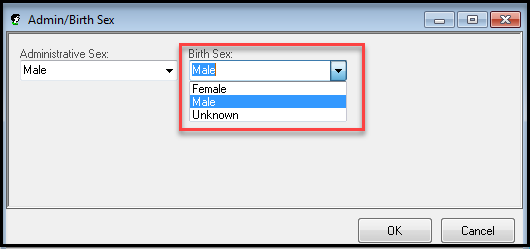 Admin/Birth Sex
Administrative Sex:
Male
Birth Sex:
Male
Female
Male
Unknown
OK
Cancel